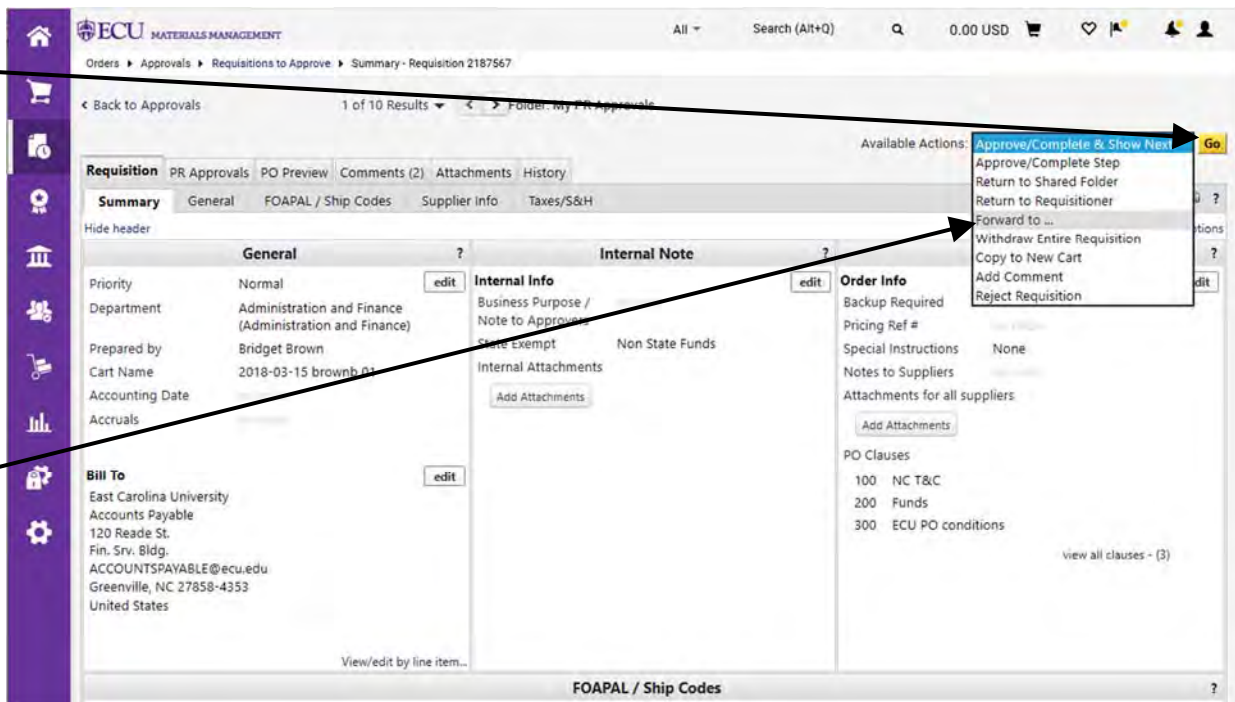 ECU MATERIALS MANAGEMENT
All
Search (Alt+Q)
0.00 USD
Orders Approvals Requisitions to Approve Summary - Requisition 2187567
Back to Approvals
1 of 10 Results
Folder: My PR Approvals
Available Actions:
Approve/Complete & Show Next
Go
Approve/Complete Step
Return to Shared Folder
Return to Requisitioner
Forward to ...
Withdraw Entire Requisition
Copy to New Cart
Add Comment
Reject Requisition
Requisition PR Approvals PO Preview Comments (2) Attachments History
Summary General FOAPAL / Ship Codes Supplier Info Taxes/S&H
?
Hide header
General ?
Priority Normal
edit
Department Administration and Finance
(Administration and Finance)
Prepared by Bridget Brown
Cart Name 2018-03-15 brownb 01
Accounting Date
Accruals
Bill To
edit
East Carolina University
Accounts Payable
120 Reade St.
Fin. Srv. Bldg.
ACCOUNTSPAYABLE@ecu.edu
Greenville, NC 27858-4353
United States
View/edit by line item...
Internal Note ?
Internal Info
edit
Business Purpose /
Note to Approvers
State Exempt Non State Funds
Internal Attachments
Add Attachments
?
Order Info
Backup Required
Pricing Ref #
Special Instructions None
Notes to Suppliers
Attachments for all suppliers
Add Attachments
PO Clauses
100 NC T&C
200 Funds
300 ECU PO conditions
view all clauses - (3)
FOAPAL / Ship Codes ?